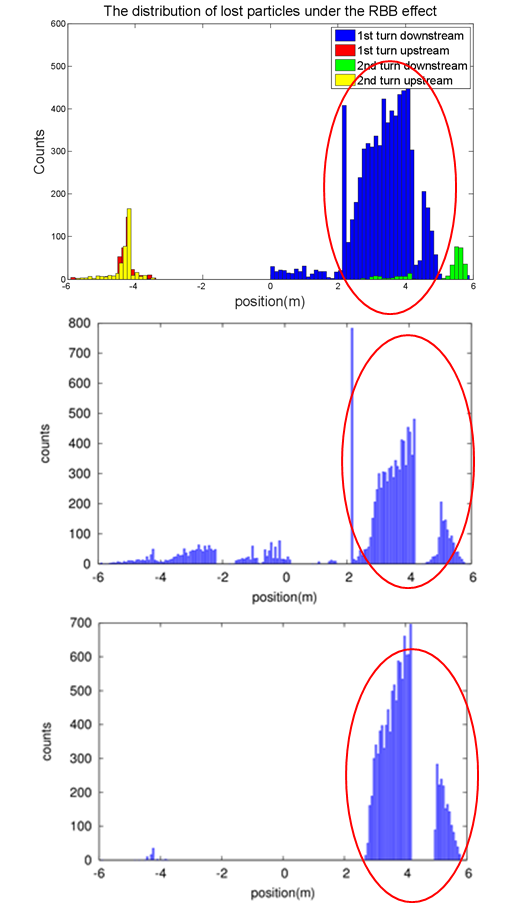 The distribution of lost particles under the RBB effect
600
500
400
300
200
100
0
Counts
1st turn downstream
1st turn upstream
2nd turn downstream
2nd turn upstream
-6 -4 -2 0 2 4 6
position(m)
800
700
600
500
400
300
200
100
0
counts
-6 -4 -2 0 2 4 6
position(m)
700
600
500
400
300
200
100
0
counts
-6 -4 -2 0 2 4 6
position(m)